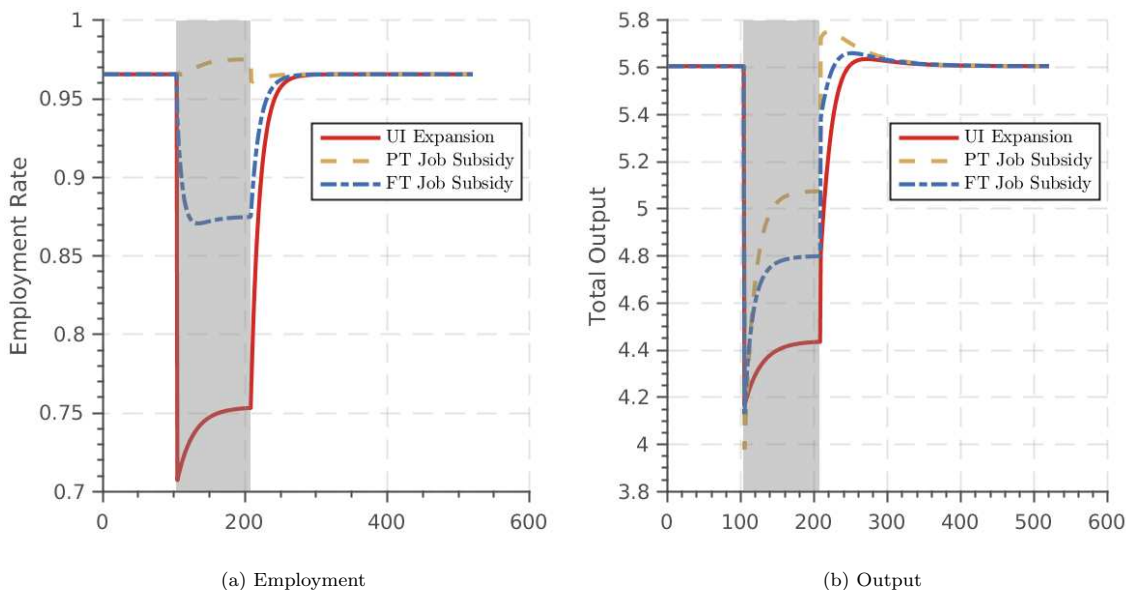 1
0.95
0.9
0.85
0.8
0.75
0.7
0
200
400
600
Employment Rate
UI Expansion
PT Job Subsidy
FT Job Subsidy
(a) Employment
5.8
5.6
5.4
5.2
5
4.8
4.6
4.4
4.2
4
3.8
0
100
200
300
400
500
600
Total Output
UI Expansion
PT Job Subsidy
FT Job Subsidy
(b) Output